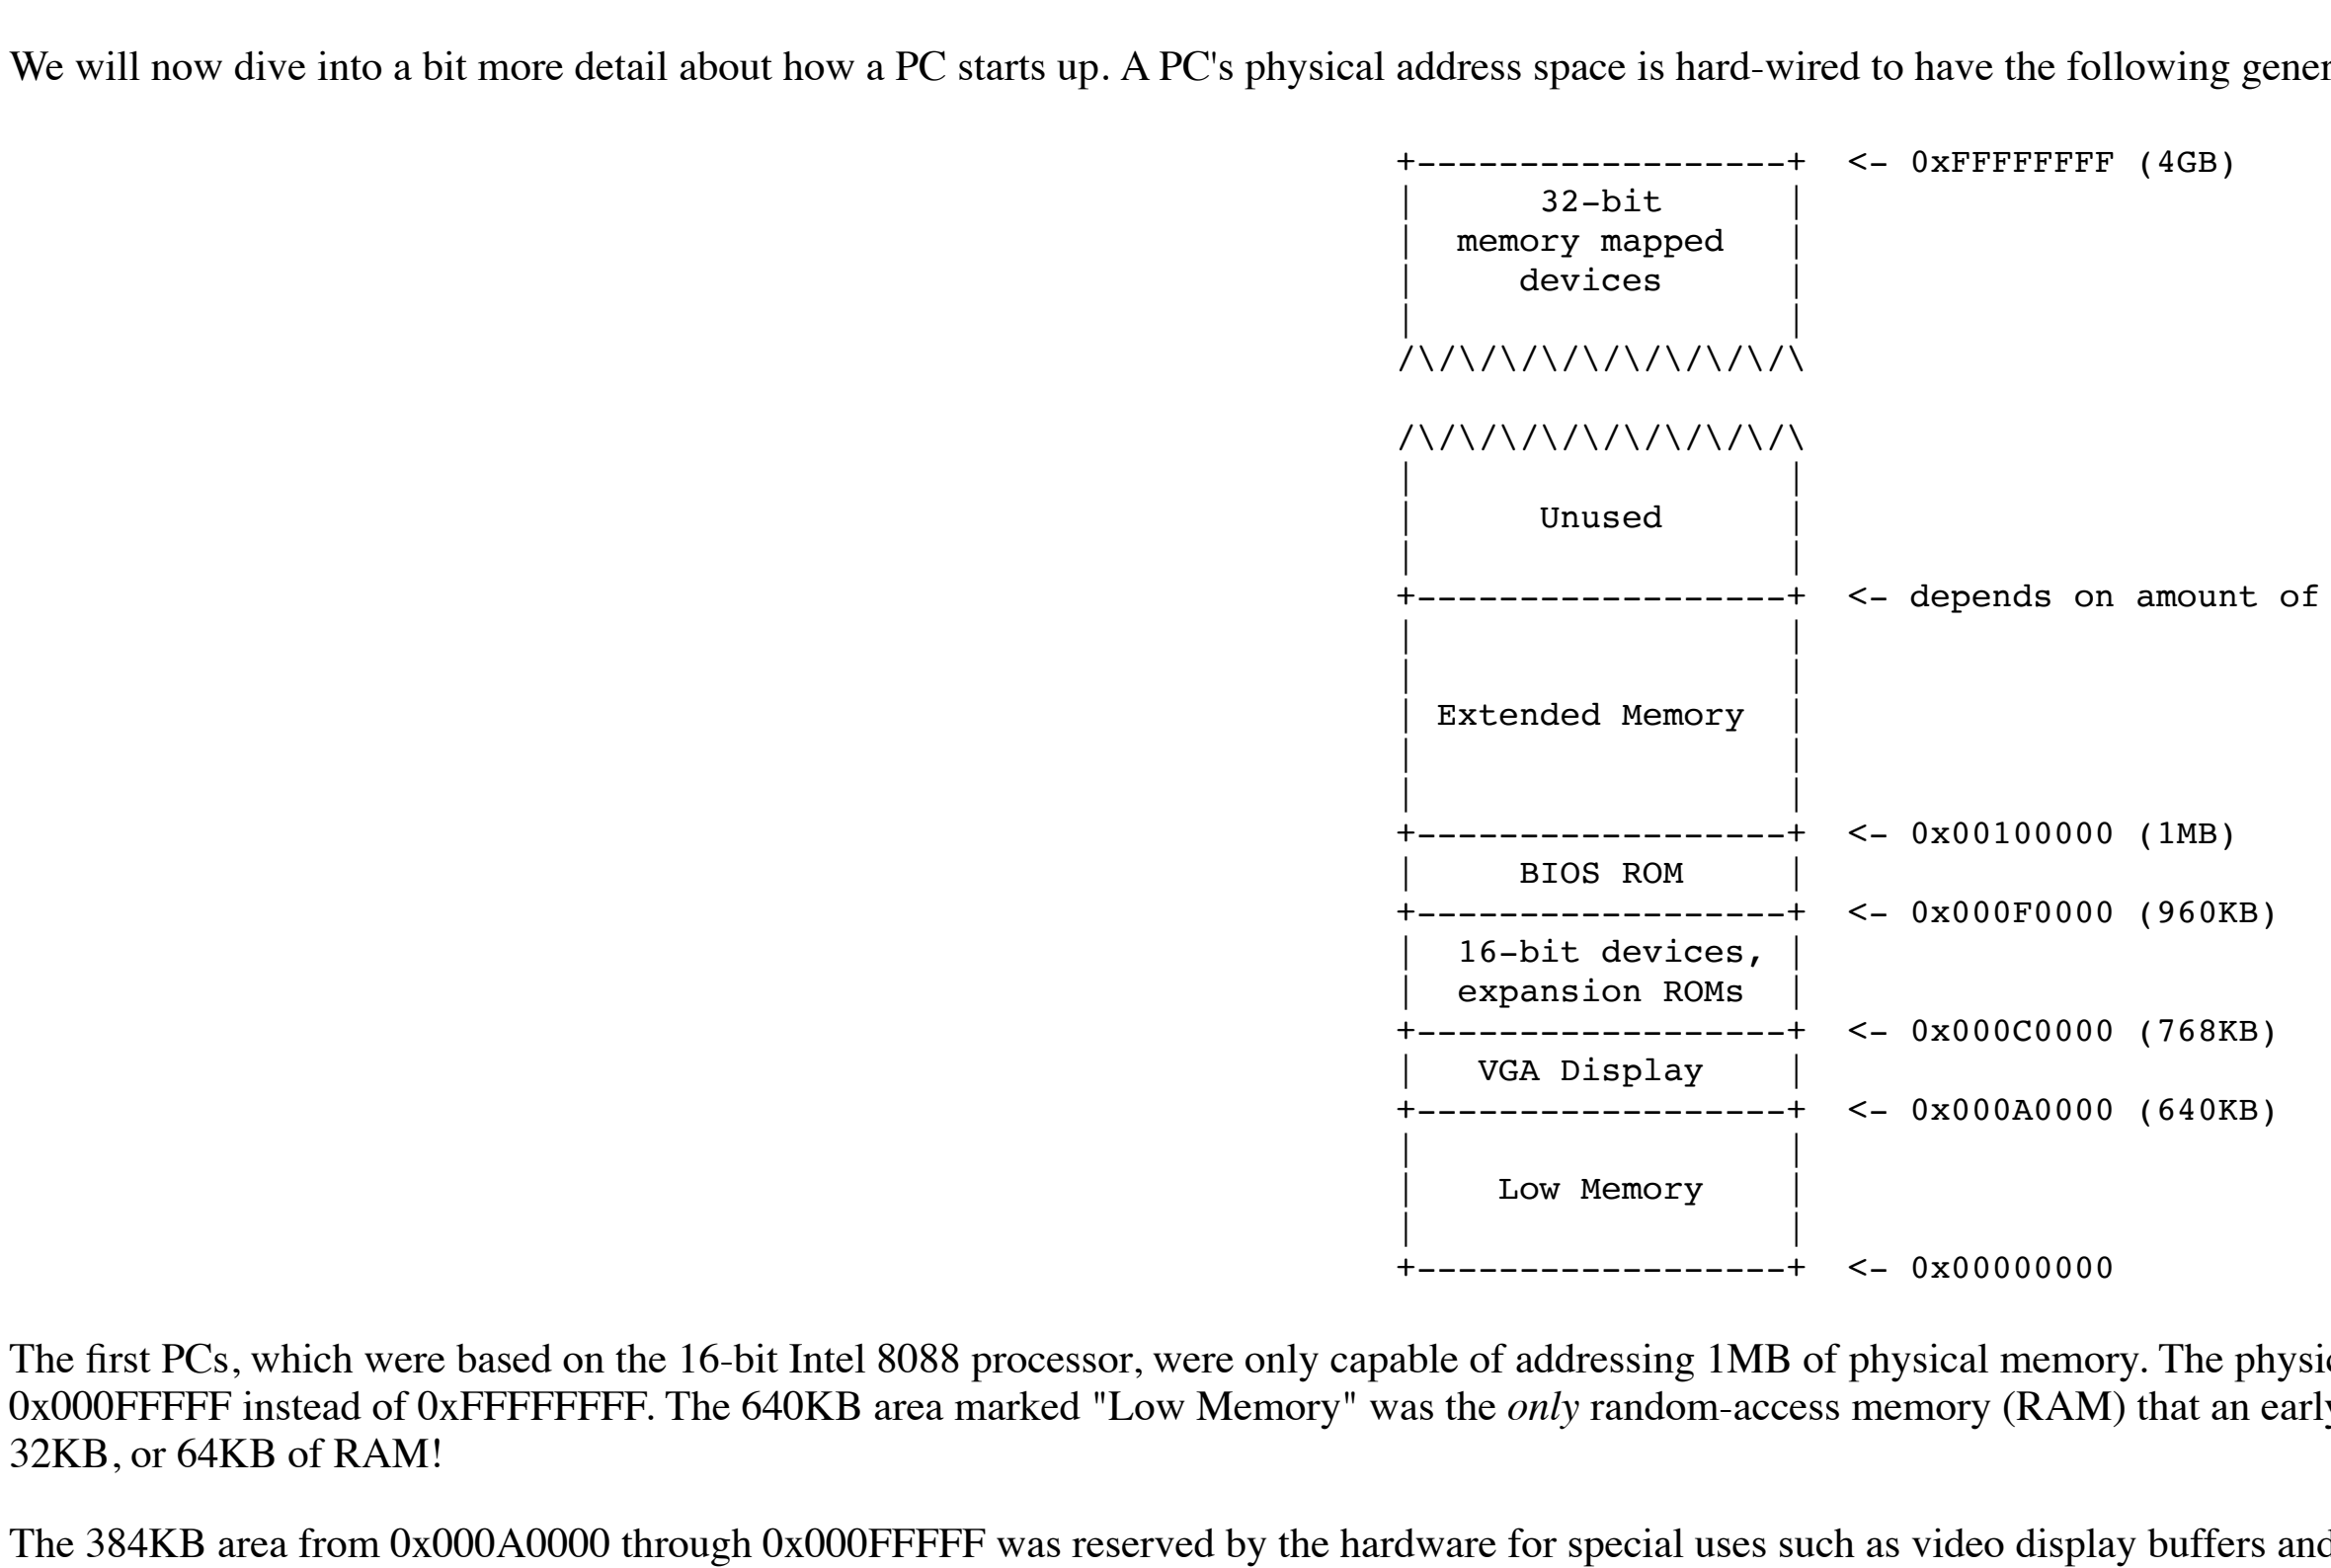 We will now dive into a bit more detail about how a PC starts up. A PC's physical address space is hard-wired to have the following gener
+------------------+  <- 0xFFFFFFFF (4GB)
|      32-bit      |
|  memory mapped   |
|     devices      |
|                  |
/\/\/\/\/\/\/\/\/\/\
/\/\/\/\/\/\/\/\/\/\
|                  |
|      Unused      |
|                  |
+------------------+  <- depends on amount of
|                  |
|                  |
| Extended Memory  |
|                  |
|                  |
+------------------+  <- 0x00100000 (1MB)
|     BIOS ROM     |
+------------------+  <- 0x000F0000 (960KB)
|  16-bit devices, |
|  expansion ROMs  |
+------------------+  <- 0x000C0000 (768KB)
|   VGA Display    |
+------------------+  <- 0x000A0000 (640KB)
|                  |
|    Low Memory    |
|                  |
+------------------+  <- 0x00000000
The first PCs, which were based on the 16-bit Intel 8088 processor, were only capable of addressing 1MB of physical memory. The physic
0x000FFFFF instead of 0xFFFFFFFF. The 640KB area marked "Low Memory" was the only random-access memory (RAM) that an early
32KB, or 64KB of RAM!
The 384KB area from 0x000A0000 through 0x000FFFFF was reserved by the hardware for special uses such as video display buffers and